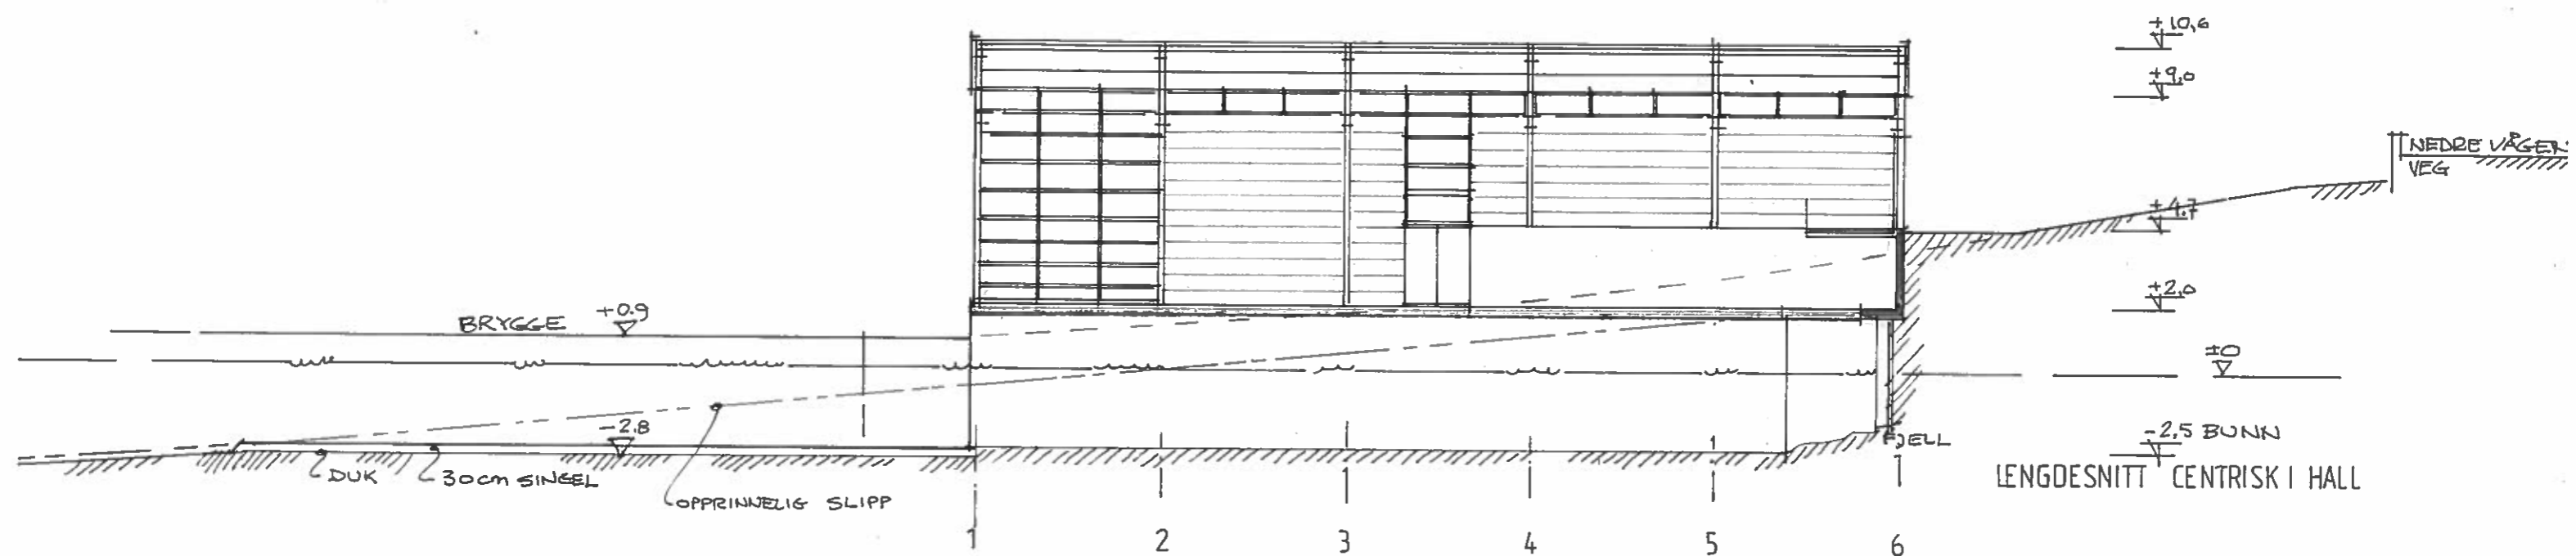 +10,6
+9,0
NEDRE VÅGEN
VEG
+4.7
BRYGGE
+0.9
+2,0
±0
-2.8
-2,5 BUNN
FJELL
DUK
30cm SINGEL
OPPRINNELIG SLIPP
LENGDESNITT CENTRISK I HALL
1 2 3 4 5 6